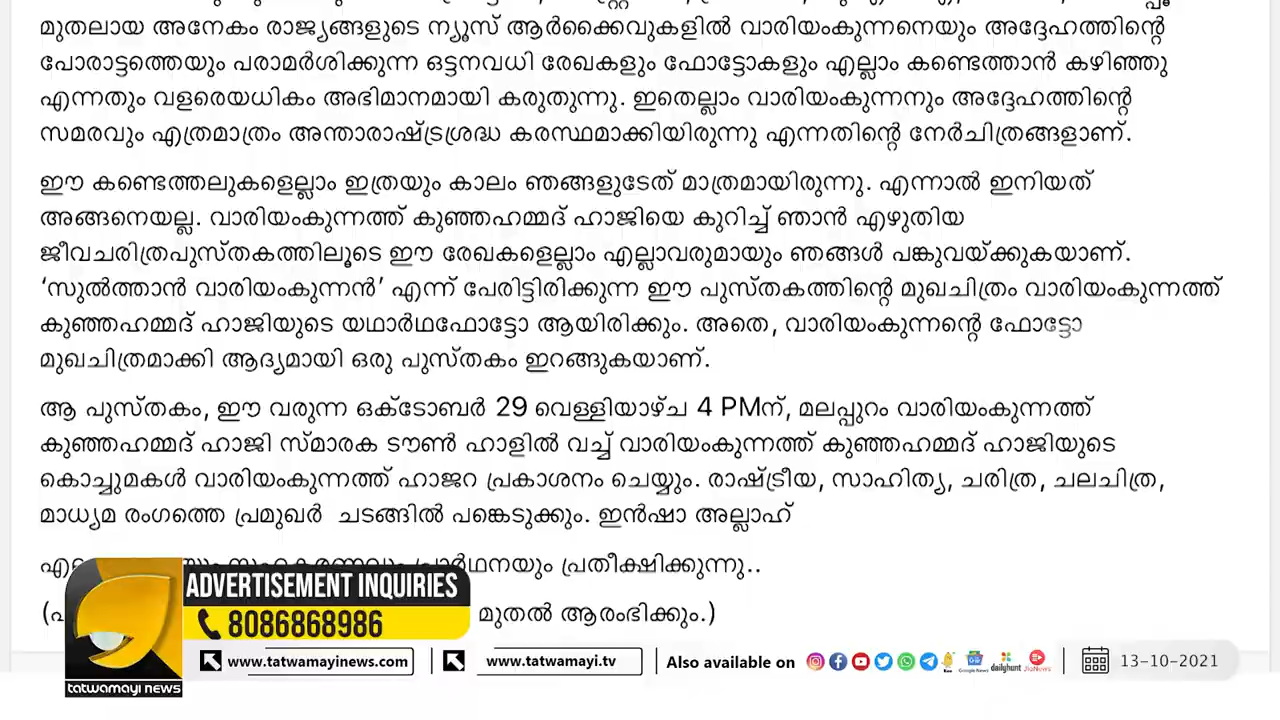 മുതലായ അനേകം രാജ്യങ്ങളുടെ ന്യൂസ് ആർക്കൈവുകളിൽ വാരിയംകുന്നനെയും അദ്ദേഹത്തിന്റെ
പോരാട്ടത്തെയും പരാമർശിക്കുന്ന ഒട്ടനവധി രേഖകളും ഫോട്ടോകളും എല്ലാം കണ്ടെത്താൻ കഴിഞ്ഞു
എന്നതും വളരെയധികം അഭിമാനമായി കരുതുന്നു. ഇതെല്ലാം വാരിയംകുന്നനും അദ്ദേഹത്തിന്റെ
സമരവും എത്രമാത്രം അന്താരാഷ്ട്രശ്രദ്ധ കരസ്ഥമാക്കിയിരുന്നു എന്നതിന്റെ നേർചിത്രങ്ങളാണ്.
ഈ കണ്ടെത്തലുകളെല്ലാം ഇത്രയും കാലം ഞങ്ങളുടേത് മാത്രമായിരുന്നു. എന്നാൽ ഇനിയത്
അങ്ങനെയല്ല. വാരിയംകുന്നത്ത് കുഞ്ഞഹമ്മദ് ഹാജിയെ കുറിച്ച് ഞാൻ എഴുതിയ
ജീവചരിത്രപുസ്തകത്തിലൂടെ ഈ രേഖകളെല്ലാം എല്ലാവരുമായും ഞങ്ങൾ പങ്കുവയ്ക്കുകയാണ്.
‘സുൽത്താൻ വാരിയംകുന്നൻ’ എന്ന് പേരിട്ടിരിക്കുന്ന ഈ പുസ്തകത്തിന്റെ മുഖചിത്രം വാരിയംകുന്നത്ത്
കുഞ്ഞഹമ്മദ് ഹാജിയുടെ യഥാർഥഫോട്ടോ ആയിരിക്കും. അതെ, വാരിയംകുന്നന്റെ ഫോട്ടോ
മുഖചിത്രമാക്കി ആദ്യമായി ഒരു പുസ്തകം ഇറങ്ങുകയാണ്.
ആ പുസ്തകം, ഈ വരുന്ന ഒക്ടോബർ 29 വെള്ളിയാഴ്ച 4 PMന്, മലപ്പുറം വാരിയംകുന്നത്ത്
കുഞ്ഞഹമ്മദ് ഹാജി സ്മാരക ടൗൺ ഹാളിൽ വച്ച് വാരിയംകുന്നത്ത് കുഞ്ഞഹമ്മദ് ഹാജിയുടെ
കൊച്ചുമകൾ വാരിയംകുന്നത്ത് ഹാജറ പ്രകാശനം ചെയ്യും. രാഷ്ട്രീയ, സാഹിത്യ, ചരിത്ര, ചലചിത്ര,
മാധ്യമ രംഗത്തെ പ്രമുഖർ ചടങ്ങിൽ പങ്കെടുക്കും. ഇൻഷാ അല്ലാഹ്
പ്രാർഥനയും പ്രതീക്ഷിക്കുന്നു..
മുതൽ ആരംഭിക്കും.)
ADVERTISEMENT INQUIRIES
8086868986
tatwamayi news
www.tatwamayinews.com
www.tatwamayi.tv
Also available on
Google News
dailyhunt
JioNews
13-10-2021